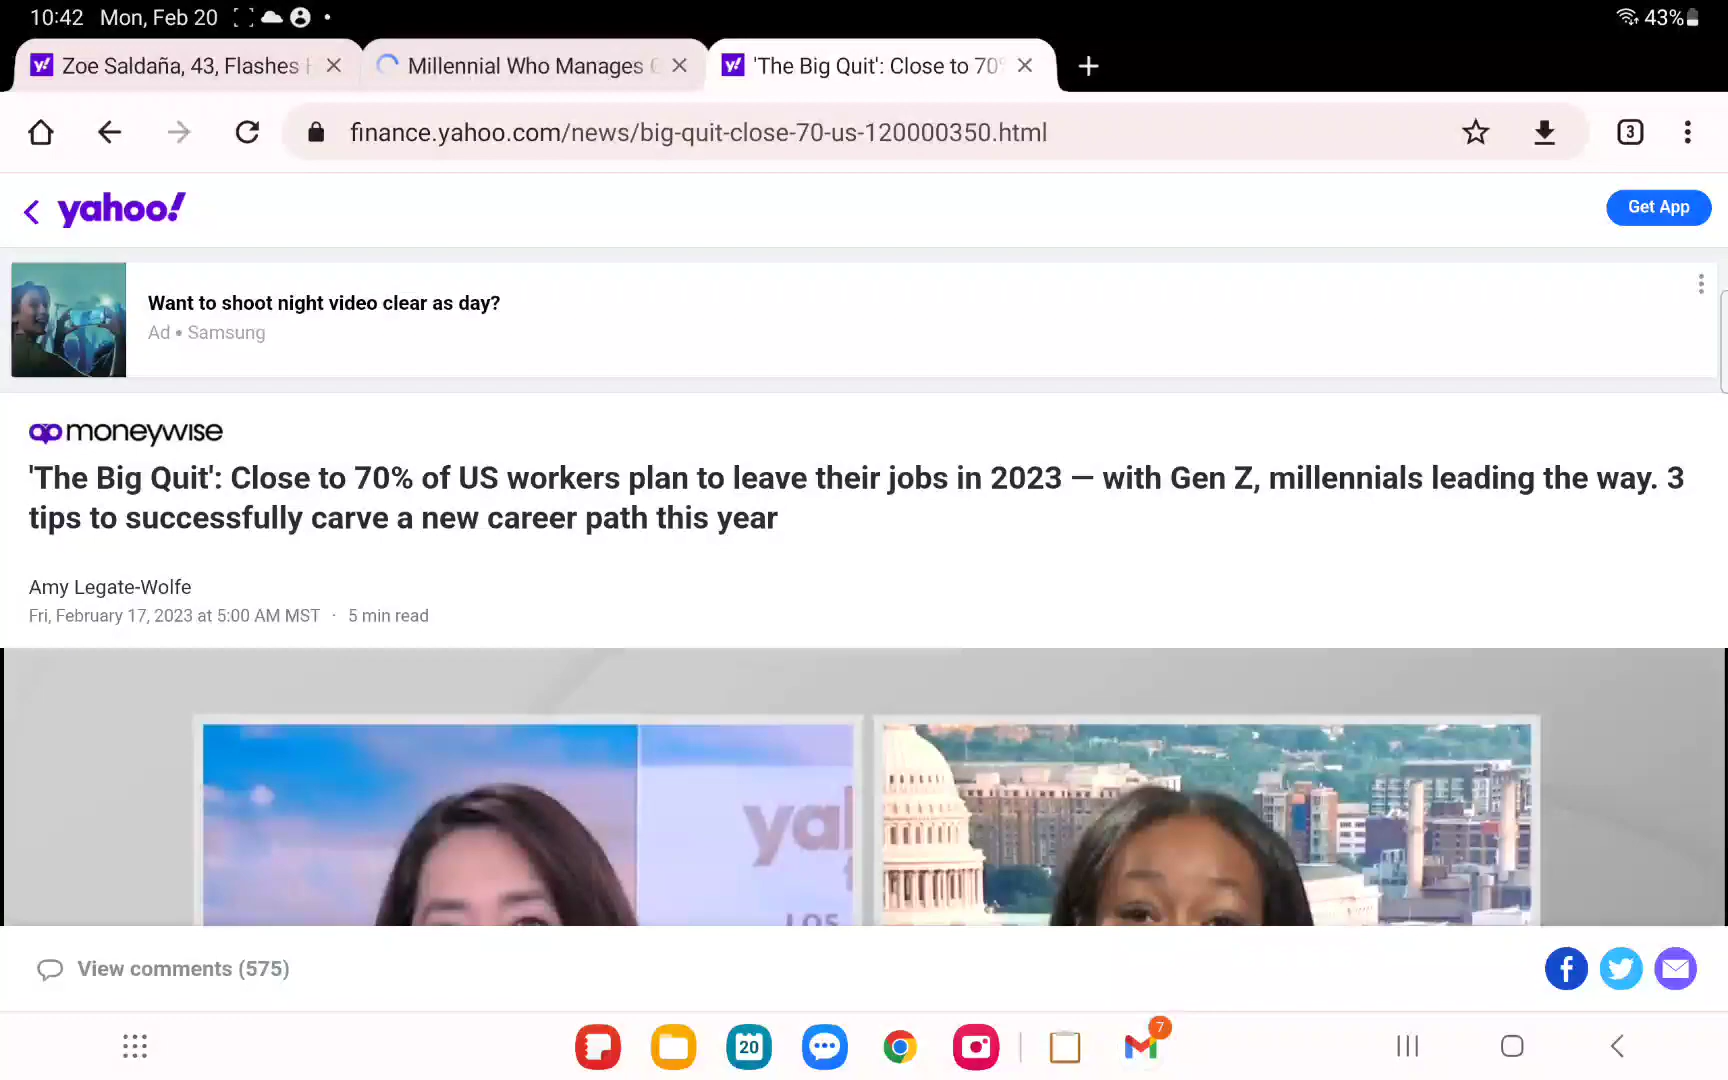 10:42 Mon, Feb 20
43%
Zoe Saldaña, 43, Flashes
Millennial Who Manages
'The Big Quit': Close to 70%
finance.yahoo.com/news/big-quit-close-70-us-120000350.html
3
yahoo!
Get App
Want to shoot night video clear as day?
Ad • Samsung
moneywise
'The Big Quit': Close to 70% of US workers plan to leave their jobs in 2023 — with Gen Z, millennials leading the way. 3
tips to successfully carve a new career path this year
Amy Legate-Wolfe
Fri, February 17, 2023 at 5:00 AM MST · 5 min read
ya
LOS
View comments (575)
20
7